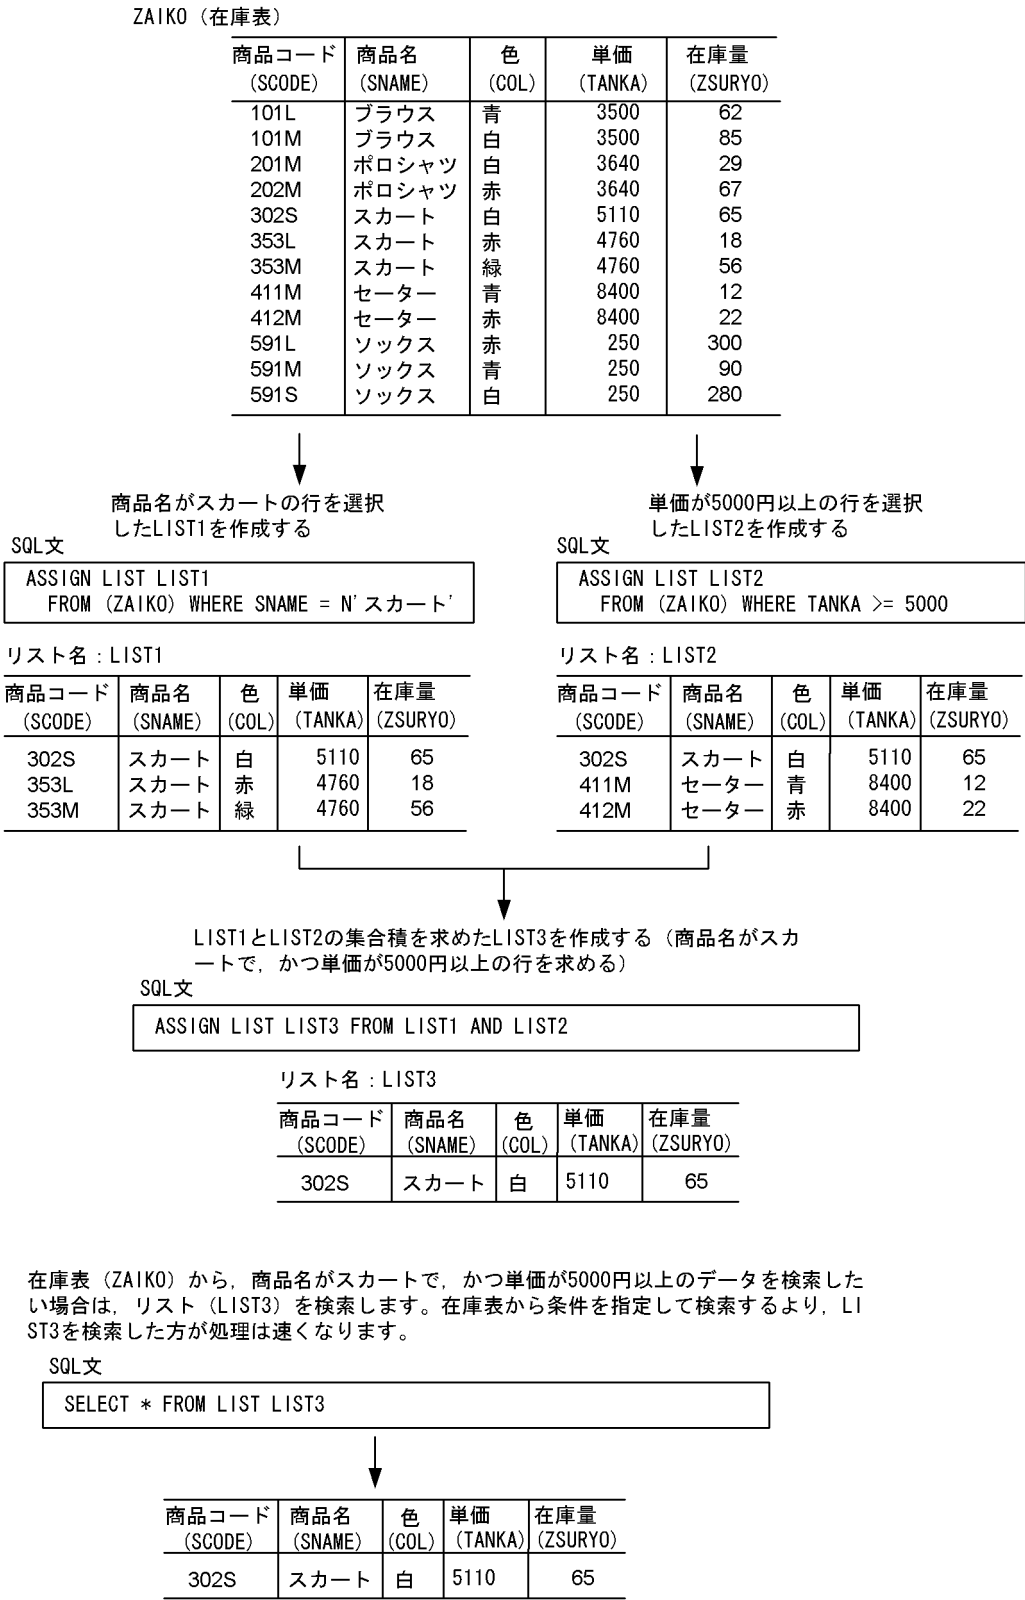 ZAIKO（在庫表）
商品コード 商品名 色 単価 在庫量
(SCODE) (SNAME) (COL) (TANKA) (ZSURYO)
101L ブラウス 青 3500 62
101M ブラウス 白 3500 85
201M ポロシャツ 白 3640 29
202M ポロシャツ 赤 3640 67
302S スカート 白 5110 65
353L スカート 赤 4760 18
353M スカート 緑 4760 56
411M セーター 青 8400 12
412M セーター 赤 8400 22
591L ソックス 赤 250 300
591M ソックス 青 250 90
591S ソックス 白 250 280
商品名がスカートの行を選択
したLIST1を作成する
SQL文
ASSIGN LIST LIST1
FROM (ZAIKO) WHERE SNAME = N'スカート'
リスト名：LIST1
商品コード 商品名 色 単価 在庫量
(SCODE) (SNAME) (COL) (TANKA) (ZSURYO)
302S スカート 白 5110 65
353L スカート 赤 4760 18
353M スカート 緑 4760 56
単価が5000円以上の行を選択
したLIST2を作成する
SQL文
ASSIGN LIST LIST2
FROM (ZAIKO) WHERE TANKA >= 5000
リスト名：LIST2
商品コード 商品名 色 単価 在庫量
(SCODE) (SNAME) (COL) (TANKA) (ZSURYO)
302S スカート 白 5110 65
411M セーター 青 8400 12
412M セーター 赤 8400 22
LIST1とLIST2の集合積を求めたLIST3を作成する（商品名がスカ
ートで，かつ単価が5000円以上の行を求める）
SQL文
ASSIGN LIST LIST3 FROM LIST1 AND LIST2
リスト名：LIST3
商品コード 商品名 色 単価 在庫量
(SCODE) (SNAME) (COL) (TANKA) (ZSURYO)
302S スカート 白 5110 65
在庫表（ZAIKO）から，商品名がスカートで，かつ単価が5000円以上のデータを検索した
い場合は，リスト（LIST3）を検索します。在庫表から条件を指定して検索するより，LI
ST3を検索した方が処理は速くなります。
SQL文
SELECT * FROM LIST LIST3
商品コード 商品名 色 単価 在庫量
(SCODE) (SNAME) (COL) (TANKA) (ZSURYO)
302S スカート 白 5110 65